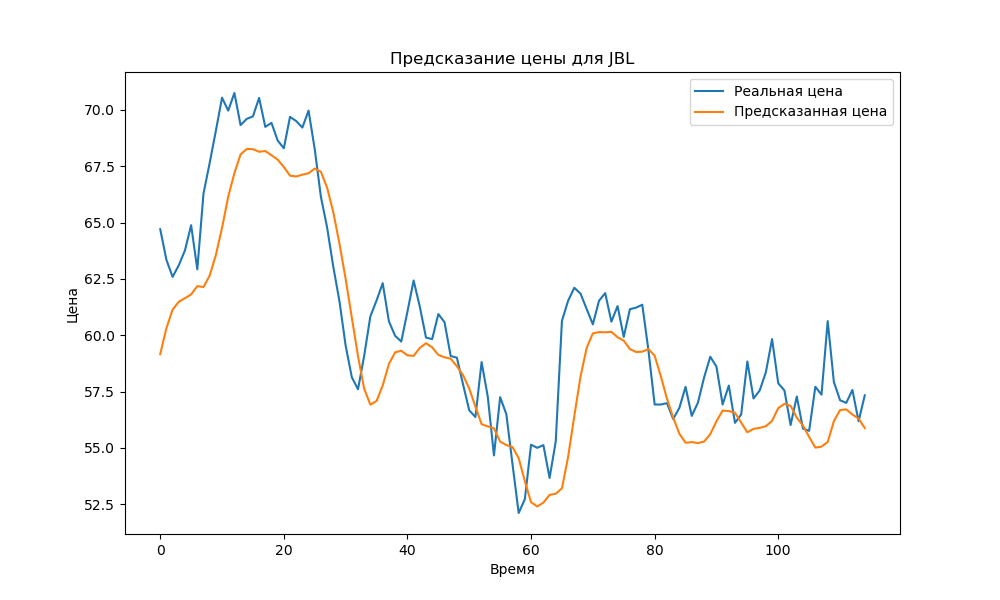 Предсказание цены для JBL
Реальная цена
Предсказанная цена
Цена
70.0
67.5
65.0
62.5
60.0
57.5
55.0
52.5
0 20 40 60 80 100
Время